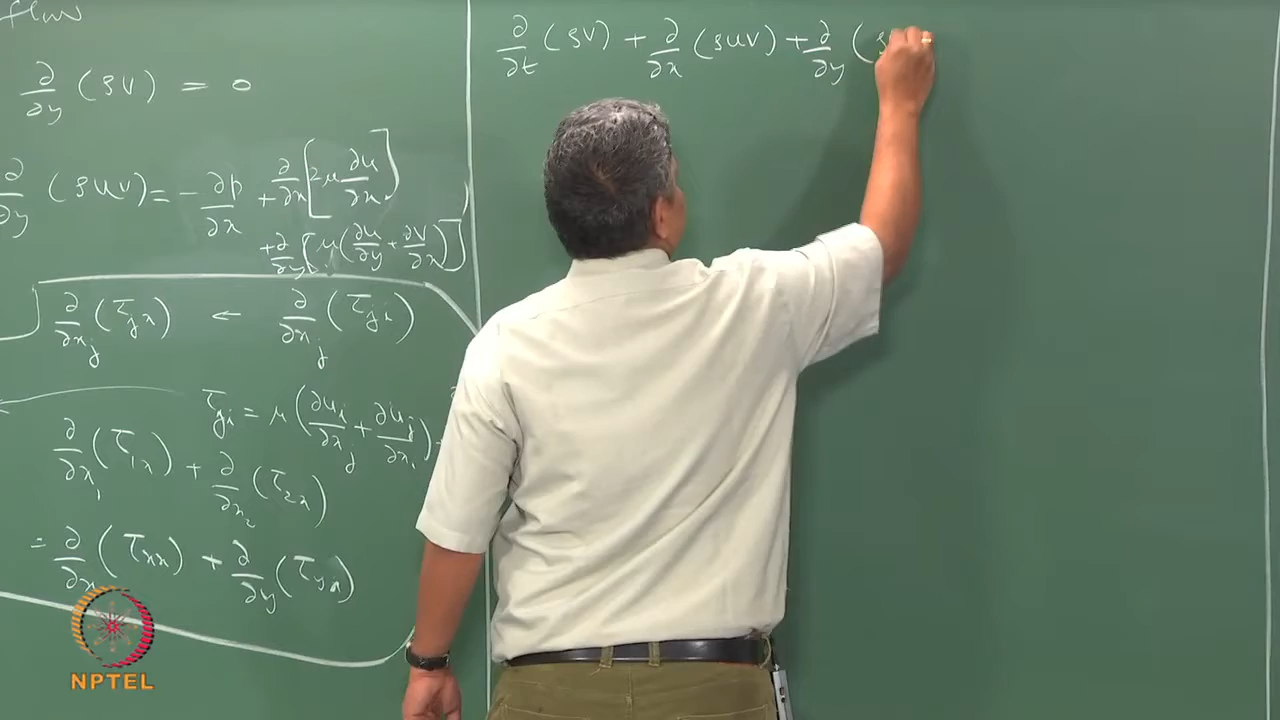 flow
∂/∂y (ρv) = 0
∂/∂y (ρuv) = - ∂p/∂x + ∂/∂x [2μ ∂u/∂x]
+ ∂/∂y [μ(∂u/∂y + ∂v/∂x)]
∂/∂x_j (τ_jx) ← ∂/∂x_j (τ_ji)
τ_ji = μ (∂u_i/∂x_j + ∂u_j/∂x_i)
∂/∂x_1 (τ_1x) + ∂/∂x_2 (τ_2x)
= ∂/∂x (τ_xx) + ∂/∂y (τ_yx)
NPTEL
∂/∂t (ρv) + ∂/∂x (ρuv) + ∂/∂y (ρ